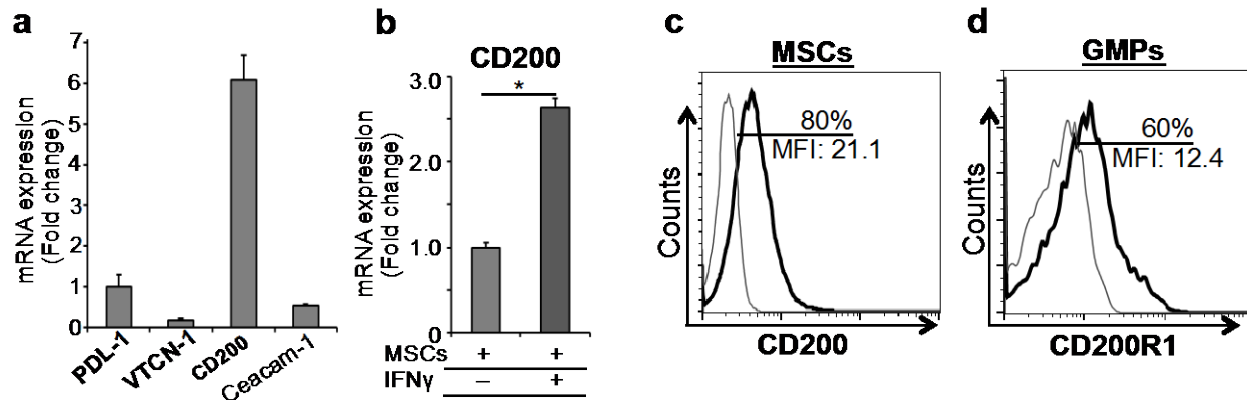 a
mRNA expression
(Fold change)
7
6
5
4
3
2
1
0
PDL-1
VTCN-1
CD200
Ceacam-1
b
CD200
mRNA expression
(Fold change)
3.0
2.0
1.0
0.0
*
MSCs + +
IFNγ – +
c
MSCs
Counts
80%
MFI: 21.1
CD200
d
GMPs
Counts
60%
MFI: 12.4
CD200R1